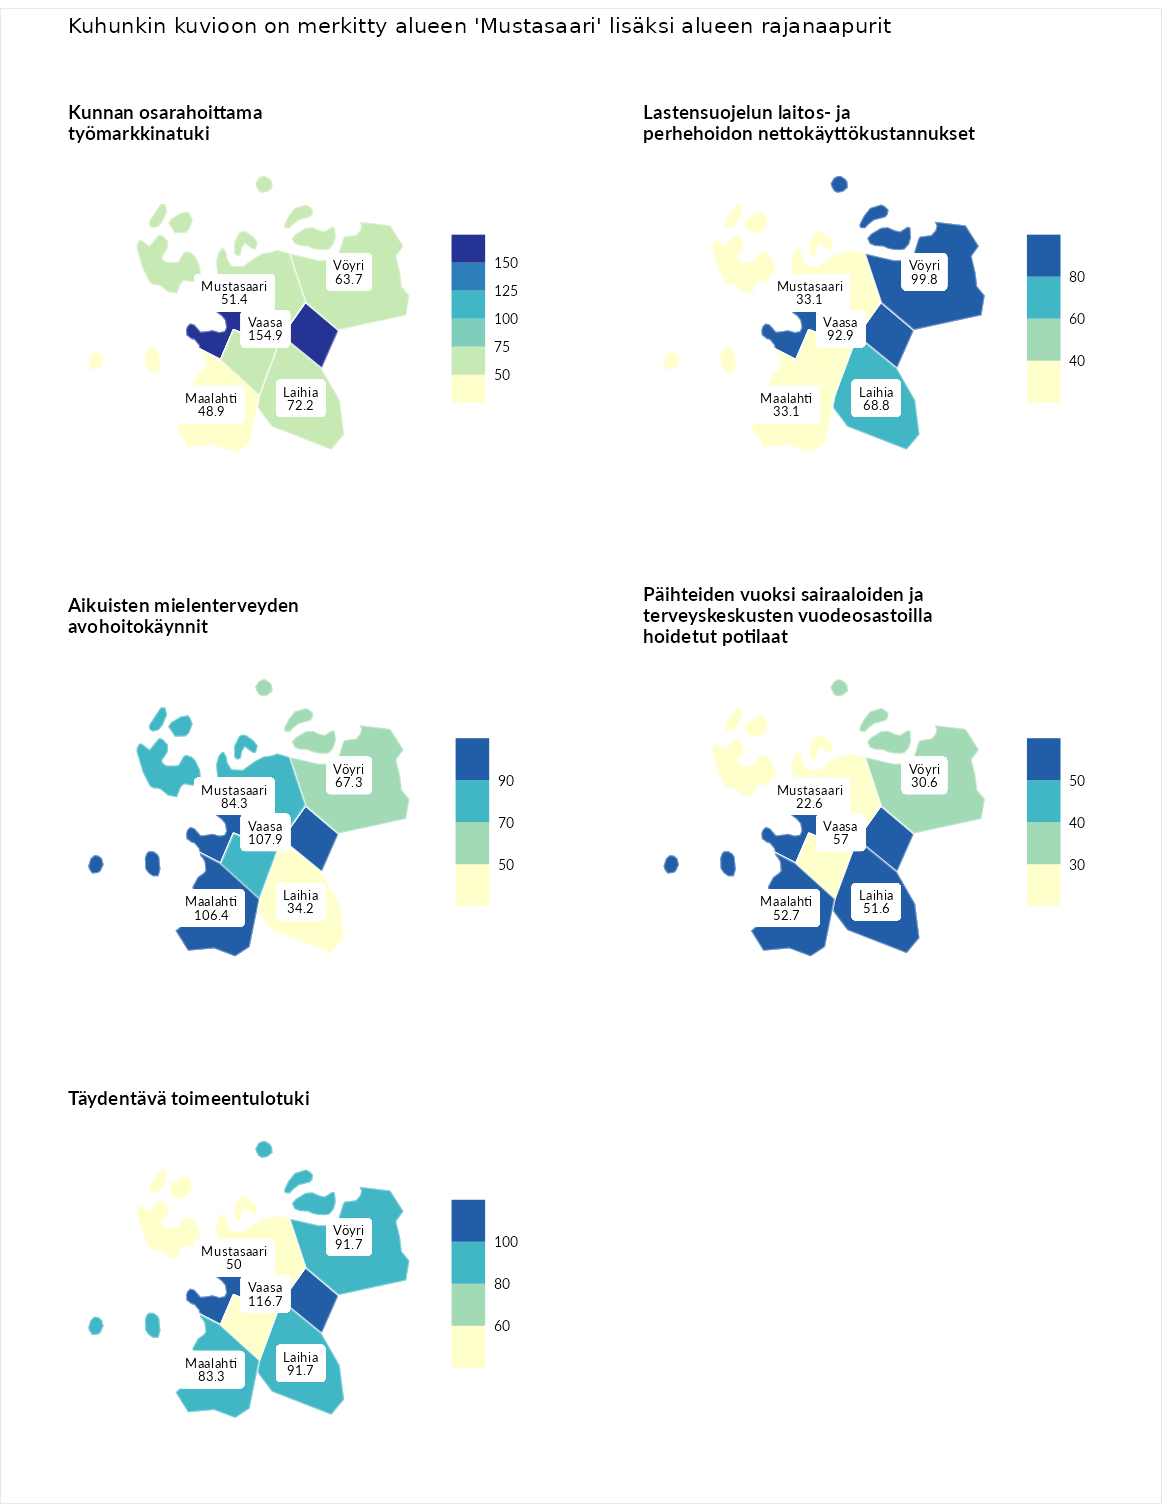 Kuhunkin kuvioon on merkitty alueen 'Mustasaari' lisäksi alueen rajanaapurit
Kunnan osarahoittama
työmarkkinatuki
Vöyri
63.7
Mustasaari
51.4
Vaasa
154.9
Maalahti
48.9
Laihia
72.2
150
125
100
75
50
Lastensuojelun laitos- ja
perhehoidon nettokäyttökustannukset
Vöyri
99.8
Mustasaari
33.1
Vaasa
92.9
Maalahti
33.1
Laihia
68.8
80
60
40
Aikuisten mielenterveyden
avohoitokäynnit
Vöyri
67.3
Mustasaari
84.3
Vaasa
107.9
Maalahti
106.4
Laihia
34.2
90
70
50
Päihteiden vuoksi sairaaloiden ja
terveyskeskusten vuodeosastoilla
hoidetut potilaat
Vöyri
30.6
Mustasaari
22.6
Vaasa
57
Maalahti
52.7
Laihia
51.6
50
40
30
Täydentävä toimeentulotuki
Vöyri
91.7
Mustasaari
50
Vaasa
116.7
Maalahti
83.3
Laihia
91.7
100
80
60